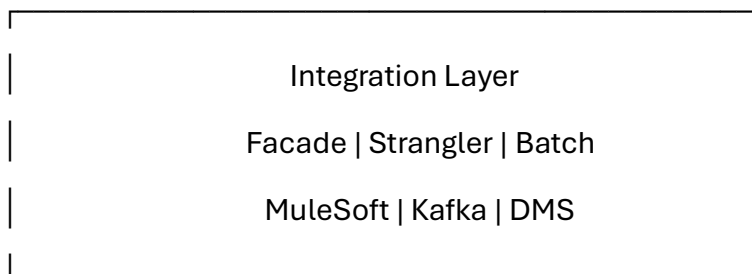 Integration Layer
Facade | Strangler | Batch
MuleSoft | Kafka | DMS